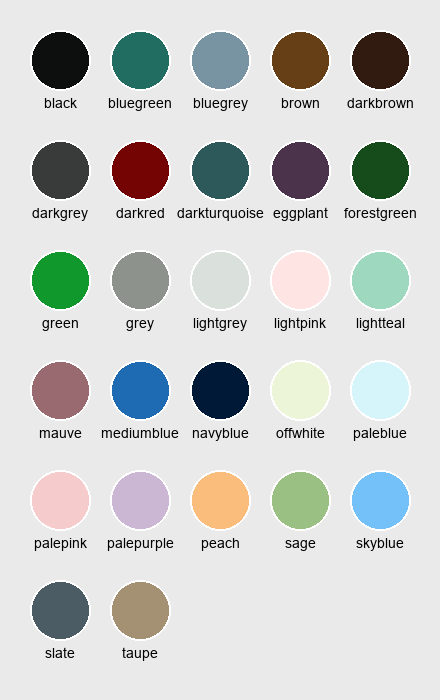 black bluegreen bluegrey brown darkbrown
darkgrey darkred darkturquoise eggplant forestgreen
green grey lightgrey lightpink lightteal
mauve mediumblue navyblue offwhite paleblue
palepink palepurple peach sage skyblue
slate taupe